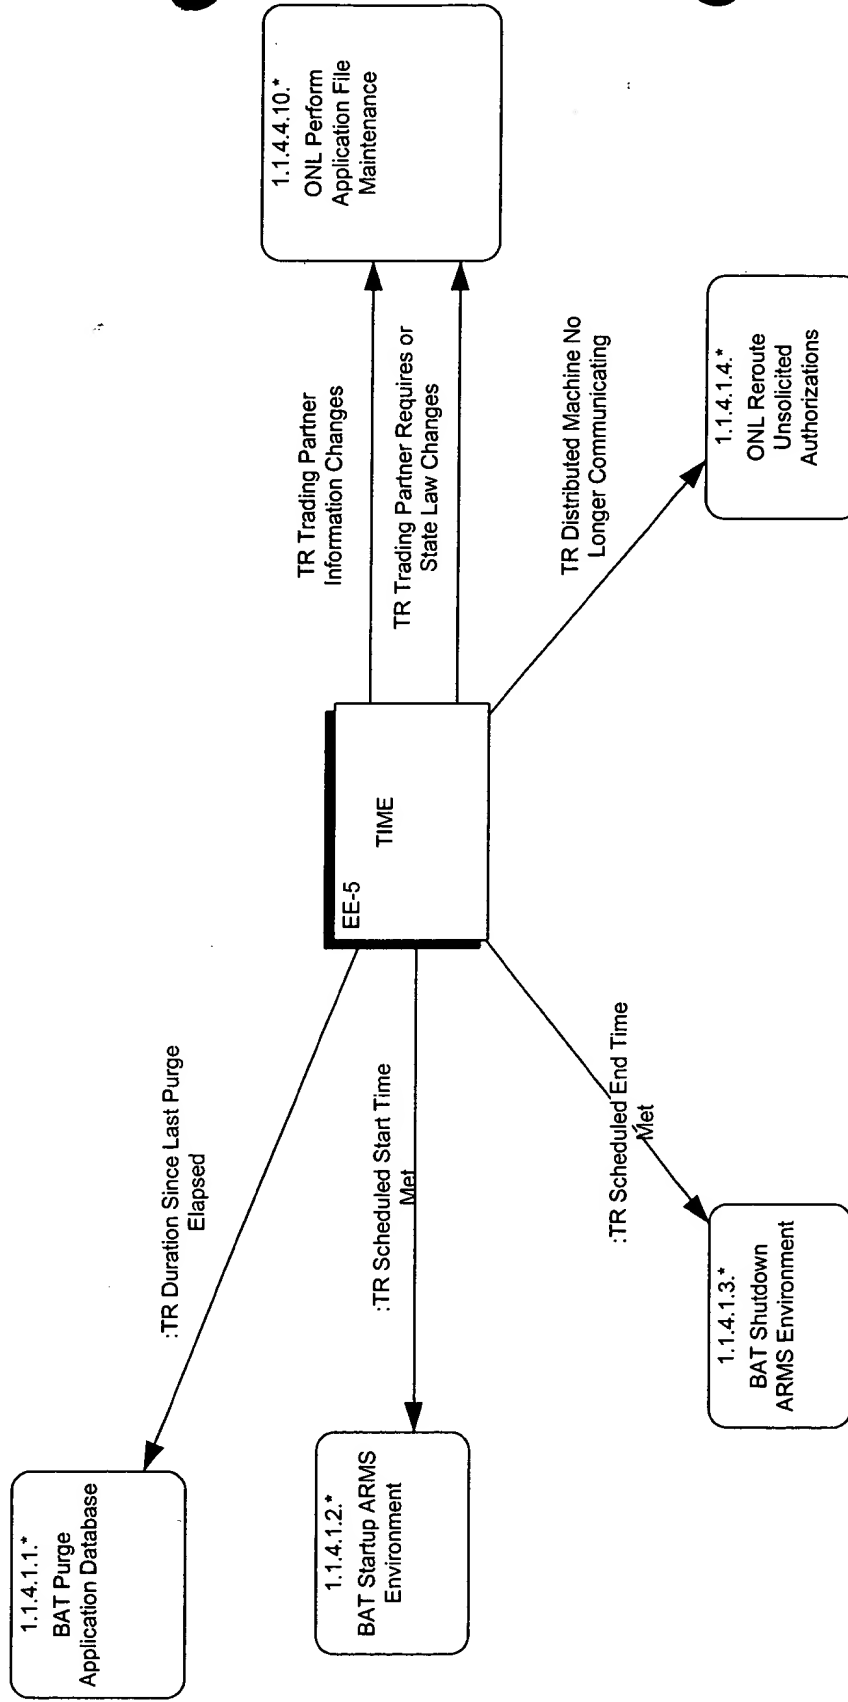 1.1.4.1.1.*
BAT Purge
Application Database
:TR Duration Since Last Purge
Elapsed
1.1.4.4.10.*
ONL Perform
Application File
Maintenance
TR Trading Partner
Information Changes
TR Trading Partner Requires or
State Law Changes
EE-5
TIME
1.1.4.1.2.*
BAT Startup ARMS
Environment
:TR Scheduled Start Time
Met
TR Distributed Machine No
Longer Communicating
:TR Scheduled End Time
Met
1.1.4.1.3.*
BAT Shutdown
ARMS Environment
1.1.4.1.4.*
ONL Reroute
Unsolicited
Authorizations